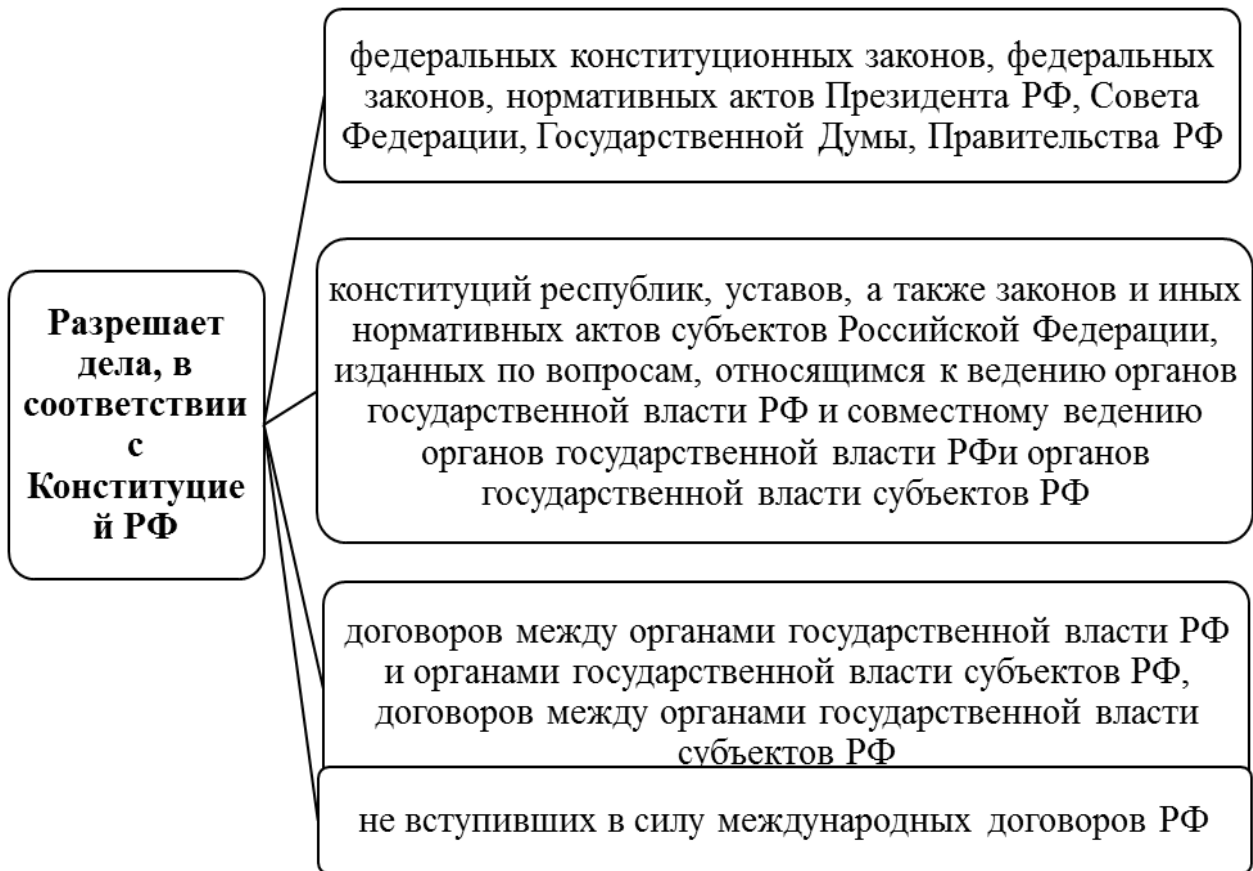 Разрешает
дела, в
соответствии
с
Конституцие
й РФ
федеральных конституционных законов, федеральных
законов, нормативных актов Президента РФ, Совета
Федерации, Государственной Думы, Правительства РФ
конституций республик, уставов, а также законов и иных
нормативных актов субъектов Российской Федерации,
изданных по вопросам, относящимся к ведению органов
государственной власти РФ и совместному ведению
органов государственной власти РФи органов
государственной власти субъектов РФ
договоров между органами государственной власти РФ
и органами государственной власти субъектов РФ,
договоров между органами государственной власти
субъектов РФ
не вступивших в силу международных договоров РФ